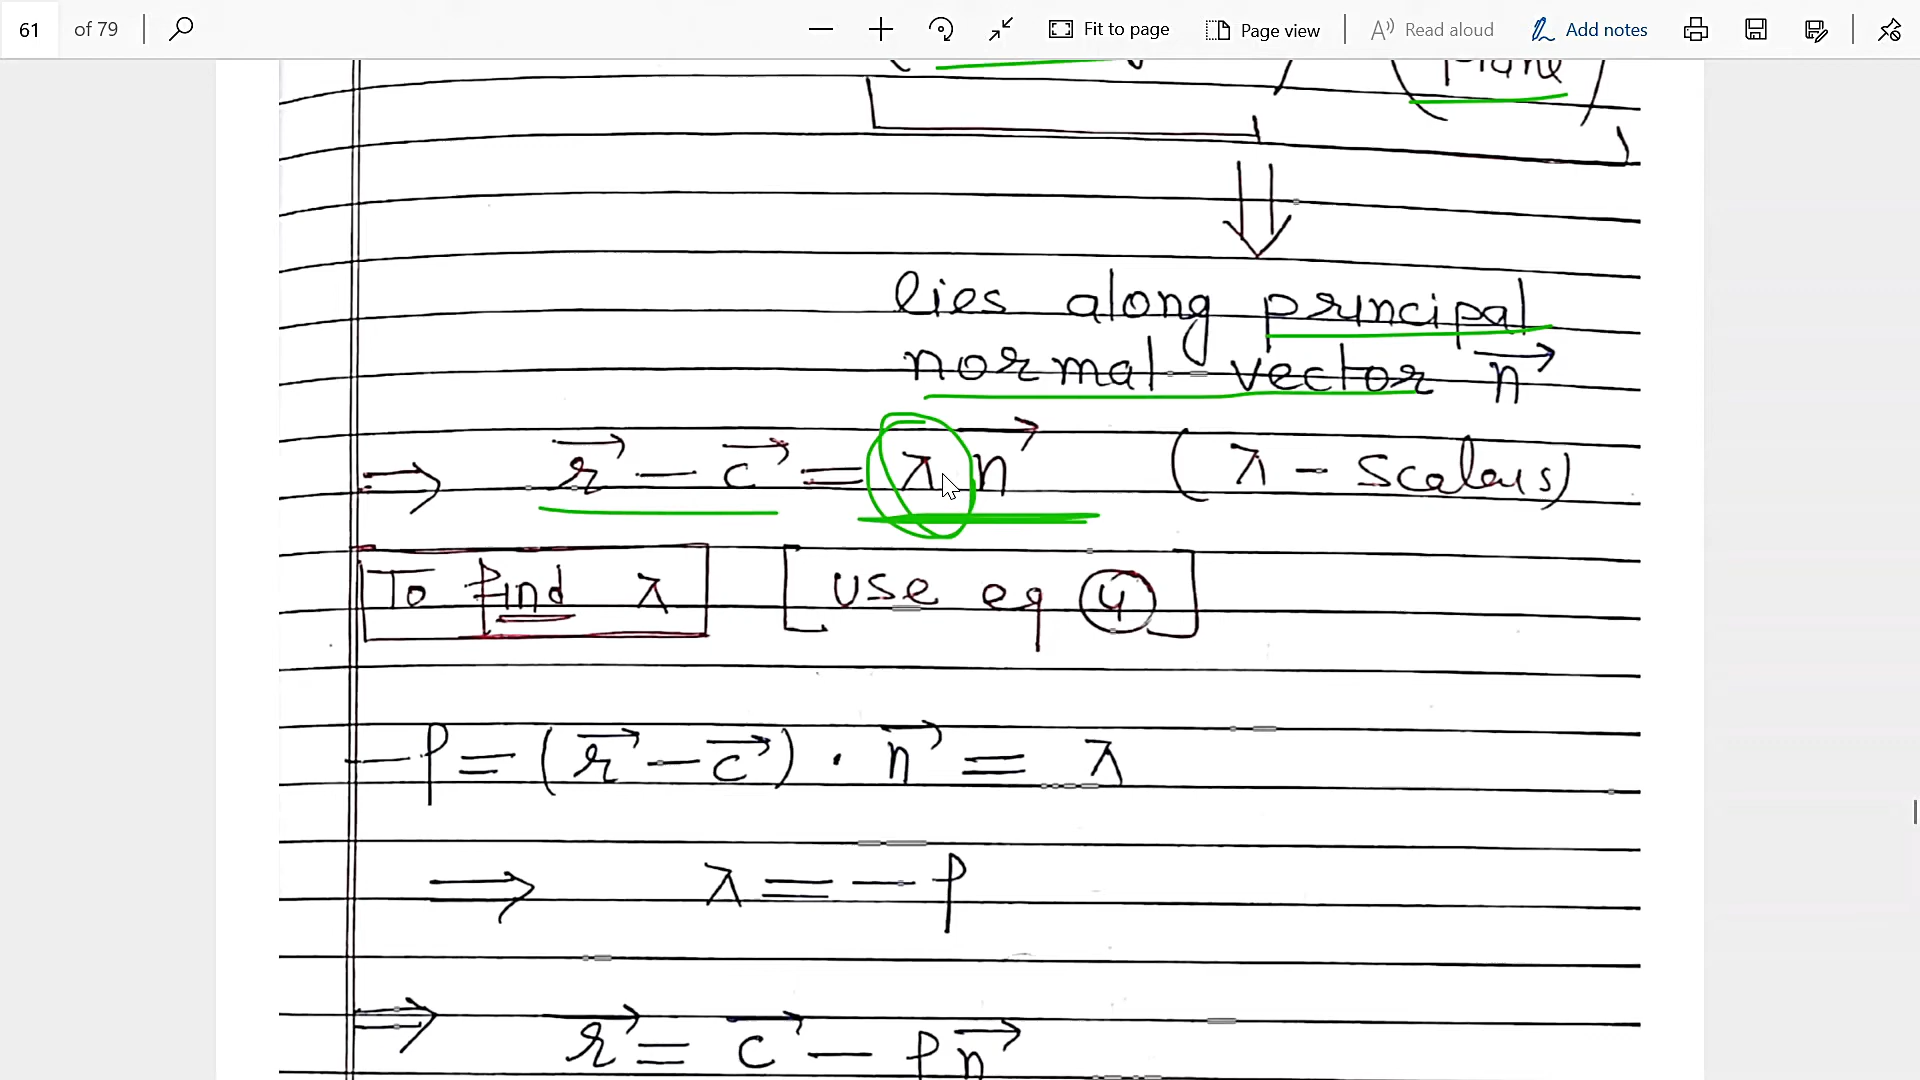 61 of 79 Fit to page Page view Read aloud Add notes
plane
lies along principal
normal vector n⃗
⇒ r⃗ − c⃗ = λ n⃗ (λ − scalars)
To find λ [use eq ④]
−p = (r⃗ − c⃗) · n⃗ = λ
⇒ λ = −p
⇒ r⃗ = c⃗ − p n⃗